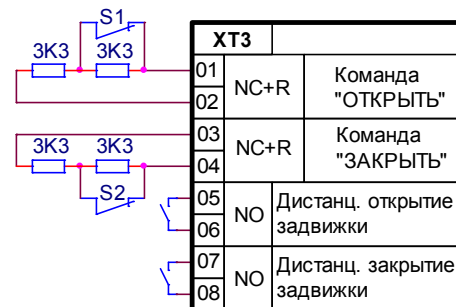 S1
3K3 3K3
XT3
01 NC+R Команда
02 "ОТКРЫТЬ"
3K3 3K3
03 NC+R Команда
04 "ЗАКРЫТЬ"
S2
05 NO Дистанц. открытие
06 задвижки
07 NO Дистанц. закрытие
08 задвижки